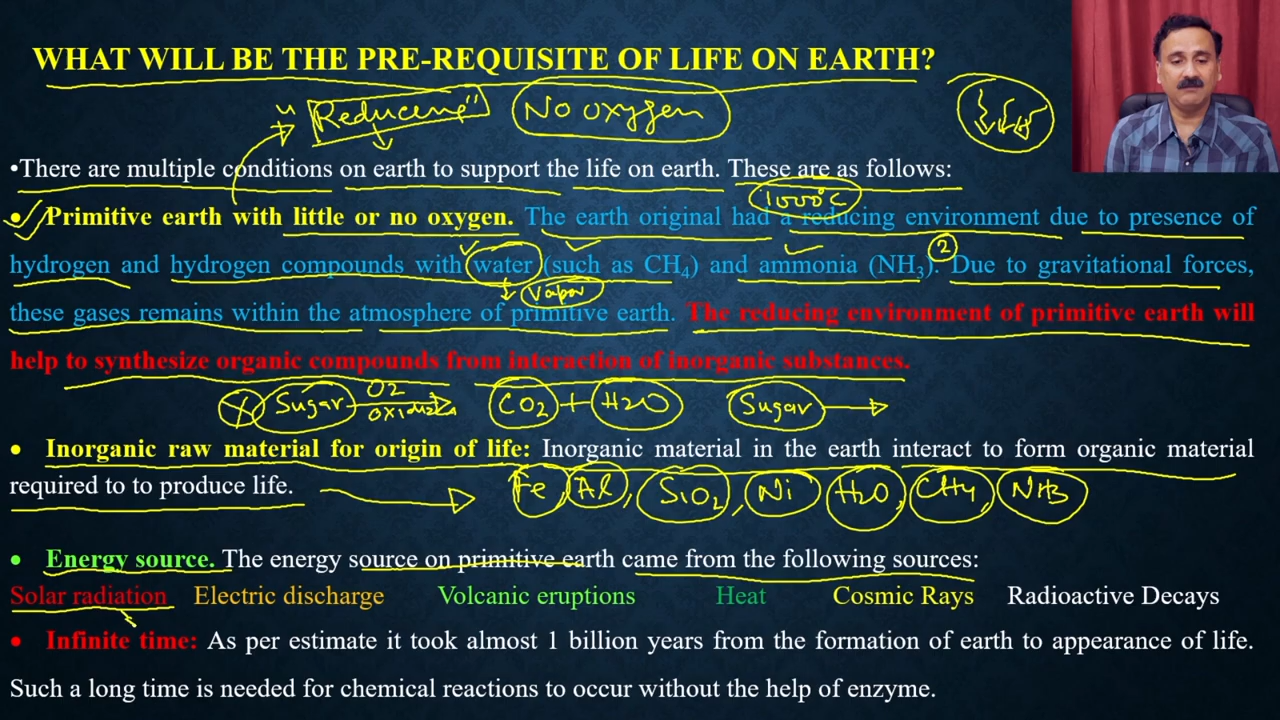 WHAT WILL BE THE PRE-REQUISITE OF LIFE ON EARTH?
" Reducene" No oxygen
•There are multiple conditions on earth to support the life on earth. These are as follows:
1000°C
• Primitive earth with little or no oxygen. The earth original had a reducing environment due to presence of
hydrogen and hydrogen compounds with water (such as CH4) and ammonia (NH3). Due to gravitational forces,
2
vapor
these gases remains within the atmosphere of primitive earth. The reducing environment of primitive earth will
help to synthesize organic compounds from interaction of inorganic substances.
Sugar O2 CO2 + H2O Sugar
• Inorganic raw material for origin of life: Inorganic material in the earth interact to form organic material
required to to produce life.
Fe, Al, SiO2, Ni, H2O, CH4, NH3
• Energy source. The energy source on primitive earth came from the following sources:
Solar radiation Electric discharge Volcanic eruptions Heat Cosmic Rays Radioactive Decays
• Infinite time: As per estimate it took almost 1 billion years from the formation of earth to appearance of life.
Such a long time is needed for chemical reactions to occur without the help of enzyme.